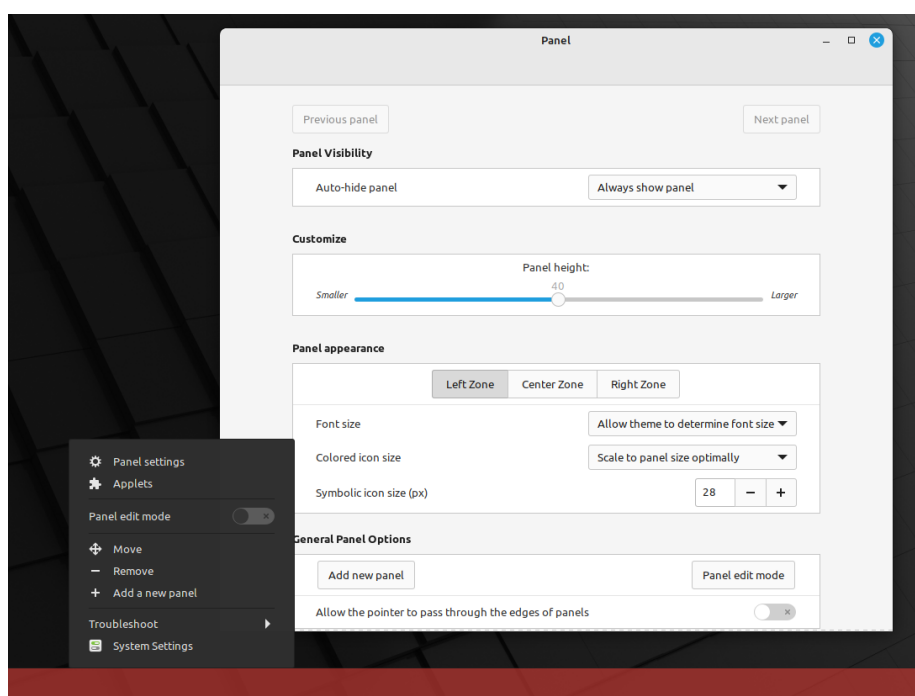 Panel
Previous panel
Next panel
Panel Visibility
Auto-hide panel
Always show panel
Customize
Panel height:
40
Smaller
Larger
Panel appearance
Left Zone
Center Zone
Right Zone
Font size
Allow theme to determine font size
Colored icon size
Scale to panel size optimally
Symbolic icon size (px)
28
General Panel Options
Add new panel
Panel edit mode
Allow the pointer to pass through the edges of panels
Panel settings
Applets
Panel edit mode
Move
Remove
Add a new panel
Troubleshoot
System Settings